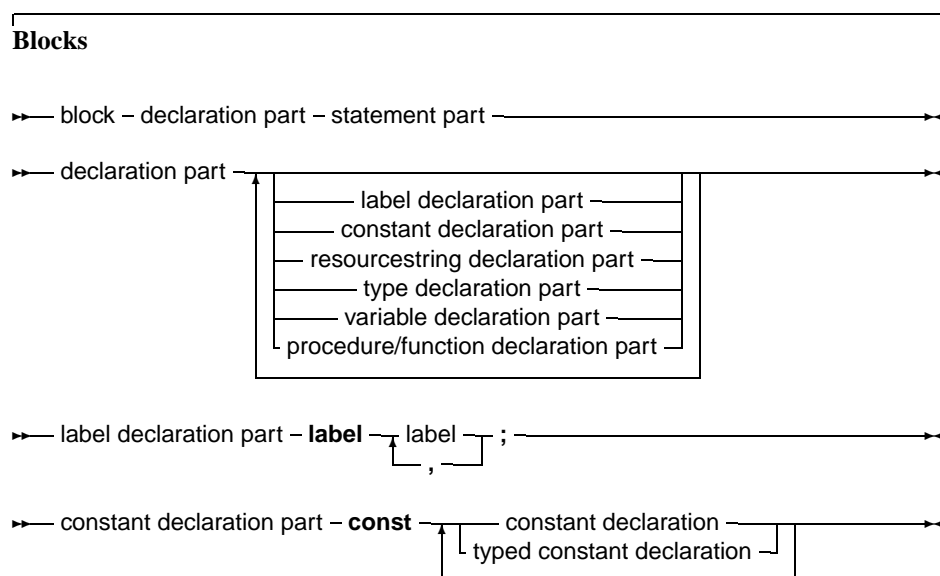 Blocks
block declaration part statement part
declaration part
label declaration part
constant declaration part
resourcestring declaration part
type declaration part
variable declaration part
procedure/function declaration part
label declaration part label label ;
,
constant declaration part const constant declaration
typed constant declaration